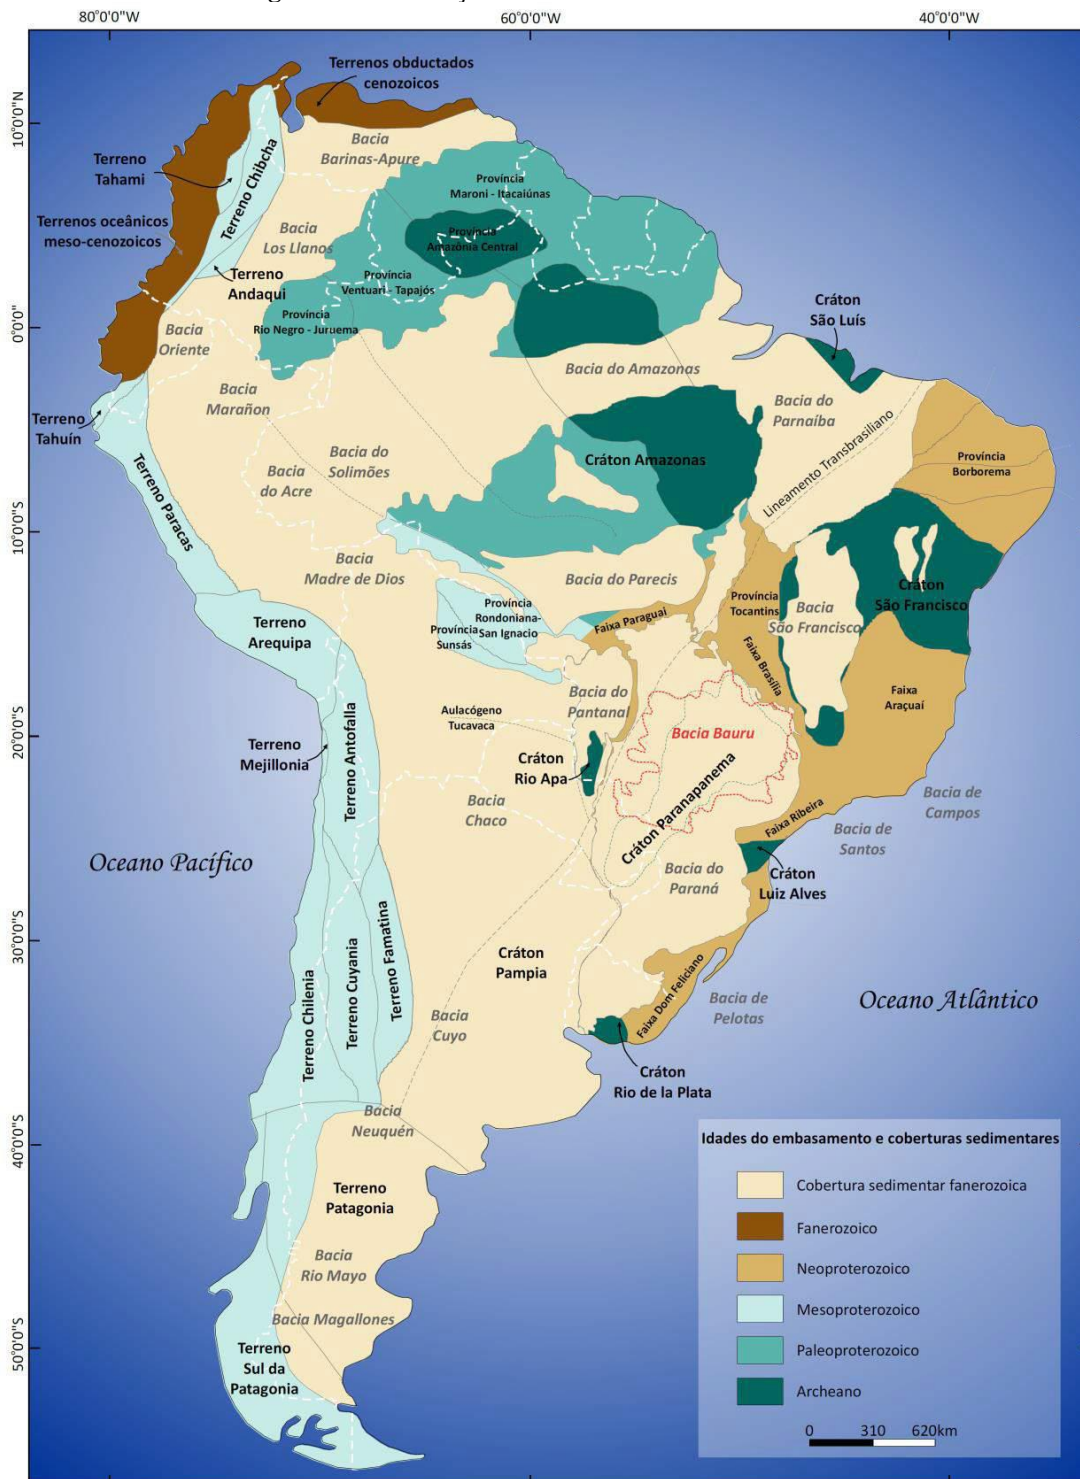 80°0'0"W
60°0'0"W
40°0'0"W
10°0'0"N
0°0'0"
10°0'0"S
20°0'0"S
30°0'0"S
40°0'0"S
50°0'0"S
Terrenos obductados
cenozoicos
Bacia
Barinas-Apure
Terreno
Tahami
Terreno Chibcha
Província
Maroni - Itacaiúnas
Terrenos oceânicos
meso-cenozoicos
Bacia
Los Llanos
Província
Amazônia Central
Terreno
Andaqui
Província
Ventuari - Tapajós
Província
Rio Negro - Juruema
Cráton
São Luís
Bacia
Oriente
Bacia do Amazonas
Bacia
Marañon
Bacia do
Parnaíba
Terreno
Tahuín
Lineamento Transbrasiliano
Bacia do
Solimões
Cráton Amazonas
Província
Borborema
Bacia
do Acre
Terreno Paracas
Bacia
Madre de Dios
Bacia do Parecis
Cráton
São Francisco
Província
Tocantins
Bacia
São Francisco
Província
Rondoniana-
San Ignacio
Província
Sunsás
Faixa Paraguai
Terreno
Arequipa
Faixa Brasília
Faixa
Araçuaí
Bacia do
Pantanal
Aulacógeno
Tucavaca
Bacia Bauru
Terreno
Mejillonia
Terreno Antofalla
Cráton
Rio Apa
Cráton Paranapanema
Bacia
Chaco
Bacia de
Campos
Faixa Ribeira
Bacia de
Santos
Oceano Pacífico
Bacia do
Paraná
Cráton
Luiz Alves
Terreno Famatina
Terreno Cuyania
Terreno Chilenia
Cráton
Pampia
Faixa Dom Feliciano
Bacia de
Pelotas
Oceano Atlântico
Bacia
Cuyo
Cráton
Rio de la Plata
Bacia
Neuquén
Terreno
Patagonia
Bacia
Rio Mayo
Bacia Magallones
Terreno
Sul da
Patagonia
Idades do embasamento e coberturas sedimentares
Cobertura sedimentar fanerozoica
Fanerozoico
Neoproterozoico
Mesoproterozoico
Paleoproterozoico
Archeano
0 310 620km